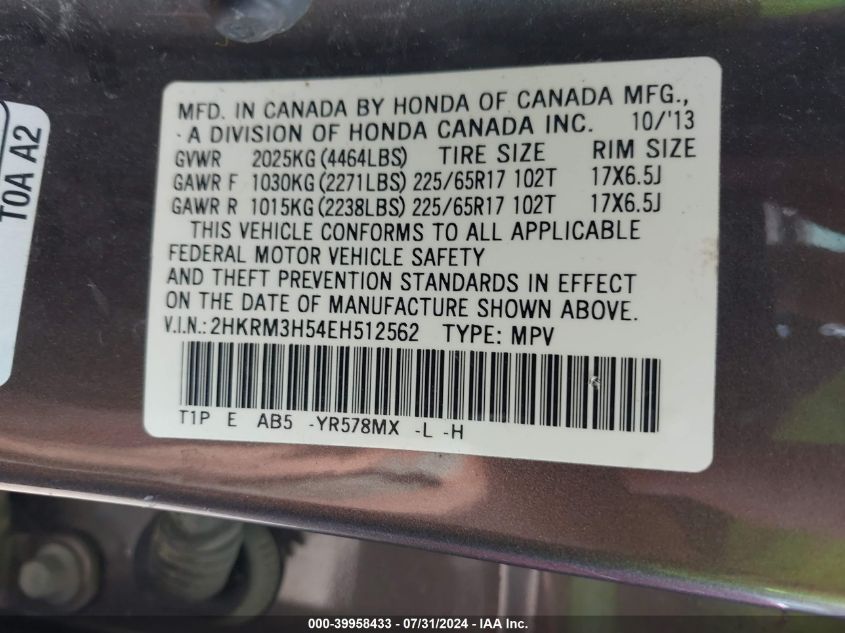 MFD. IN CANADA BY HONDA OF CANADA MFG.,
A DIVISION OF HONDA CANADA INC. 10/'13
GVWR 2025KG (4464LBS) TIRE SIZE RIM SIZE
GAWR F 1030KG (2271LBS) 225/65R17 102T 17X6.5J
GAWR R 1015KG (2238LBS) 225/65R17 102T 17X6.5J
THIS VEHICLE CONFORMS TO ALL APPLICABLE
FEDERAL MOTOR VEHICLE SAFETY
AND THEFT PREVENTION STANDARDS IN EFFECT
ON THE DATE OF MANUFACTURE SHOWN ABOVE.
V.I.N.: 2HKRM3H54EH512562 TYPE: MPV
T1P E AB5 -YR578MX -L -H
T0A A2
000-39958433 - 07/31/2024 - IAA Inc.